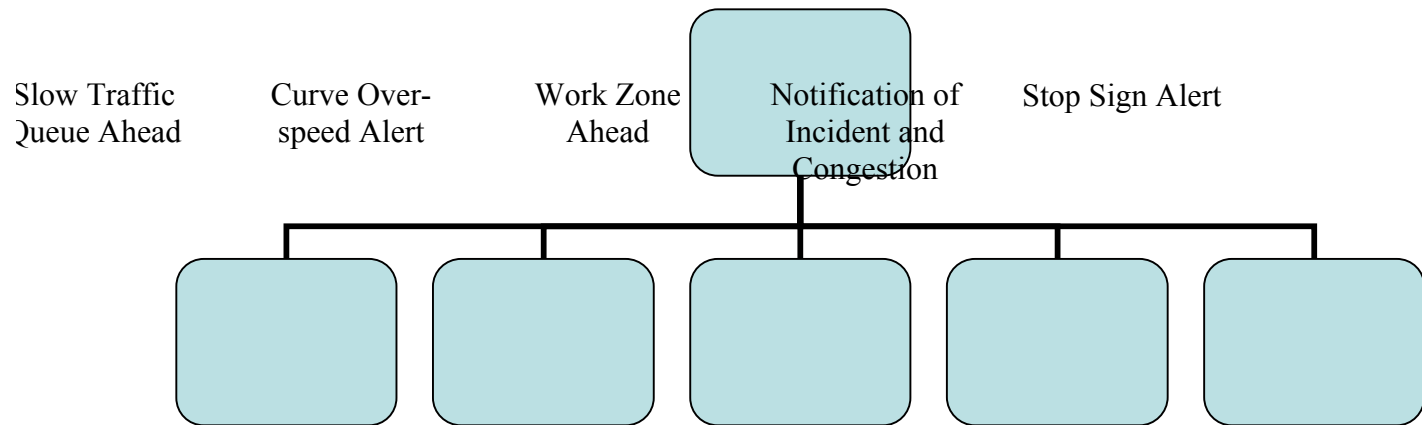 Slow Traffic
Queue Ahead
Curve Over-
speed Alert
Work Zone
Ahead
Notification of
Incident and
Congestion
Stop Sign Alert